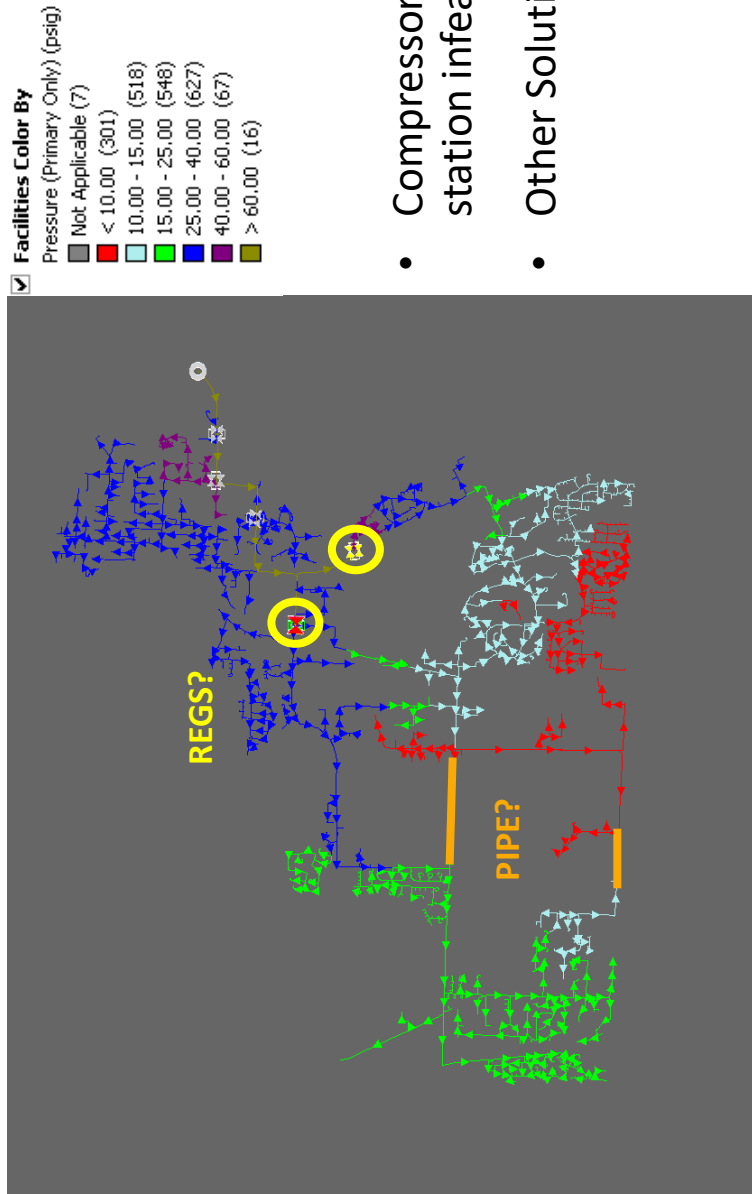 Facilities Color By
Pressure (Primary Only) (psig)
Not Applicable (7)
< 10.00 (301)
10.00 - 15.00 (518)
15.00 - 25.00 (548)
25.00 - 40.00 (627)
40.00 - 60.00 (67)
> 60.00 (16)
REGS?
PIPE?
• Compressor
station infea
• Other Soluti